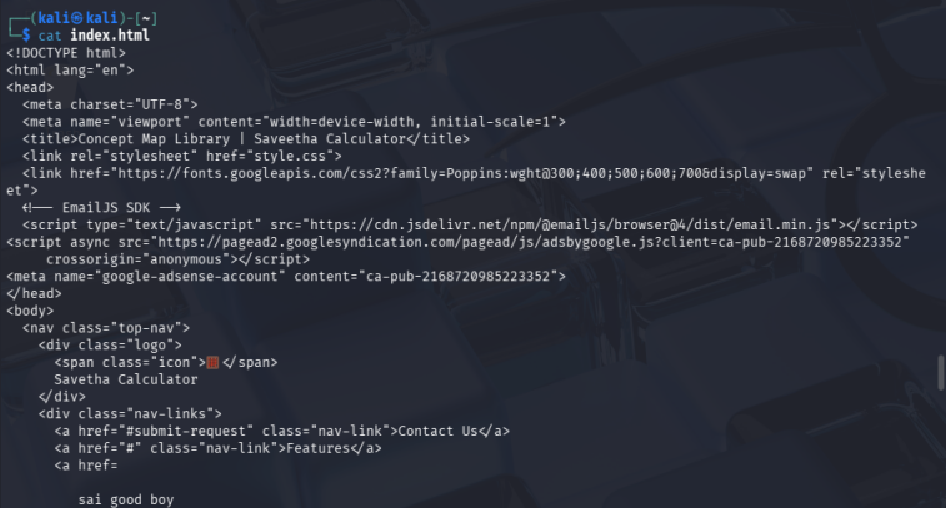 ┌──(kali㉿kali)-[~]
└─$ cat index.html
<!DOCTYPE html>
<html lang="en">
<head>
  <meta charset="UTF-8">
  <meta name="viewport" content="width=device-width, initial-scale=1">
  <title>Concept Map Library | Saveetha Calculator</title>
  <link rel="stylesheet" href="style.css">
  <link href="https://fonts.googleapis.com/css2?family=Poppins:wght@300;400;500;600;700&display=swap" rel="styleshe
et">
  <!-- EmailJS SDK -->
  <script type="text/javascript" src="https://cdn.jsdelivr.net/npm/@emailjs/browser@4/dist/email.min.js"></script>
<script async src="https://pagead2.googlesyndication.com/pagead/js/adsbygoogle.js?client=ca-pub-2168720985223352"
     crossorigin="anonymous"></script>
<meta name="google-adsense-account" content="ca-pub-2168720985223352">
</head>
<body>
  <nav class="top-nav">
    <div class="logo">
      <span class="icon">🧮</span>
      Savetha Calculator
    </div>
    <div class="nav-links">
      <a href="#submit-request" class="nav-link">Contact Us</a>
      <a href="#" class="nav-link">Features</a>
      <a href=

         sai good boy